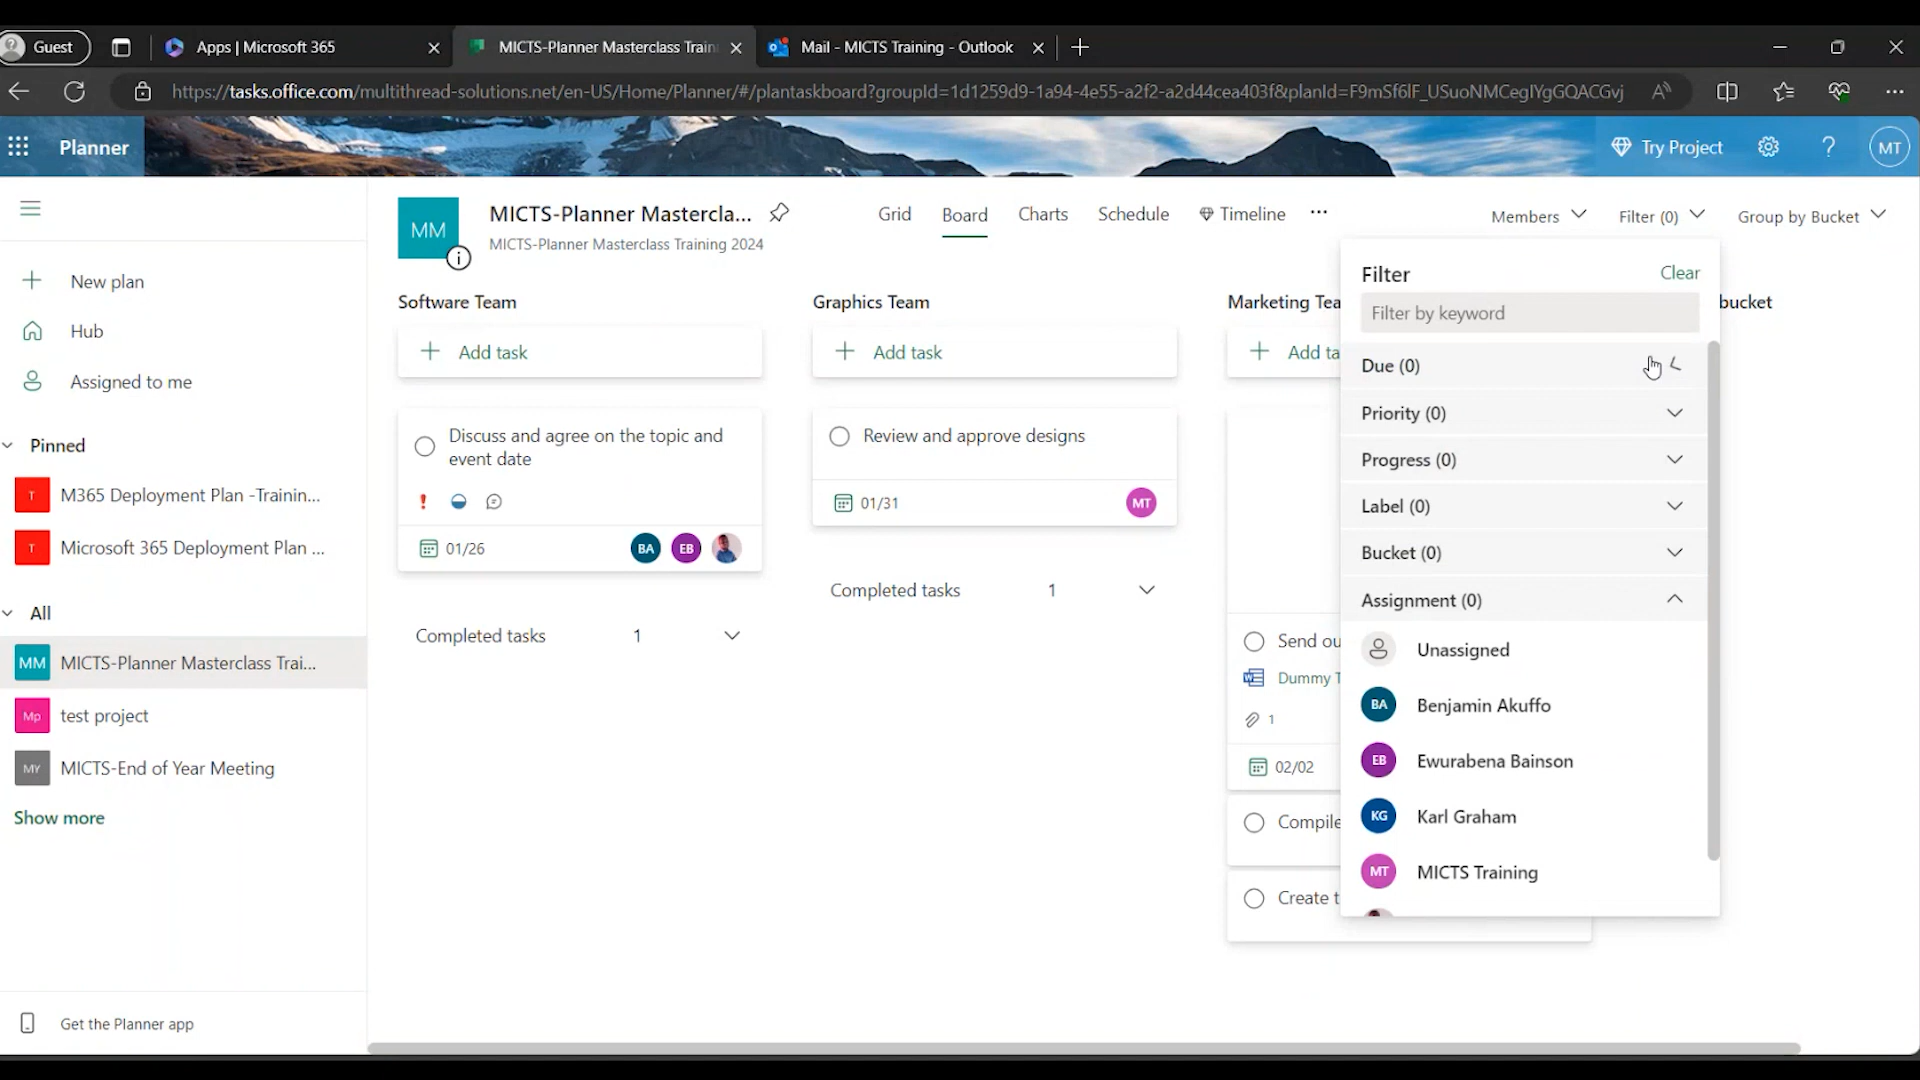 Guest
Apps | Microsoft 365
MICTS-Planner Masterclass Train
Mail - MICTS Training - Outlook
https://tasks.office.com/multithread-solutions.net/en-US/Home/Planner/#/plantaskboard?groupId=1d1259d9-1a94-4e55-a2f2-a2d44cea403f&planId=F9mSf6lF_USuoNMCegIYgGQACGvj
Planner
Try Project
?
MT
MM
MICTS-Planner Mastercla...
MICTS-Planner Masterclass Training 2024
Grid
Board
Charts
Schedule
Timeline
Members
Filter (0)
Group by Bucket
New plan
Hub
Assigned to me
Pinned
T
M365 Deployment Plan -Trainin...
T
Microsoft 365 Deployment Plan ...
All
MM
MICTS-Planner Masterclass Trai...
Mp
test project
MY
MICTS-End of Year Meeting
Show more
Get the Planner app
Software Team
Add task
Discuss and agree on the topic and
event date
01/26
BA
EB
Completed tasks
1
Graphics Team
Add task
Review and approve designs
01/31
MT
Completed tasks
1
Marketing Tea
Add ta
Send ou
Dummy T
1
02/02
Compile
Create t
bucket
Filter
Clear
Filter by keyword
Due (0)
Priority (0)
Progress (0)
Label (0)
Bucket (0)
Assignment (0)
Unassigned
BA
Benjamin Akuffo
EB
Ewurabena Bainson
KG
Karl Graham
MT
MICTS Training